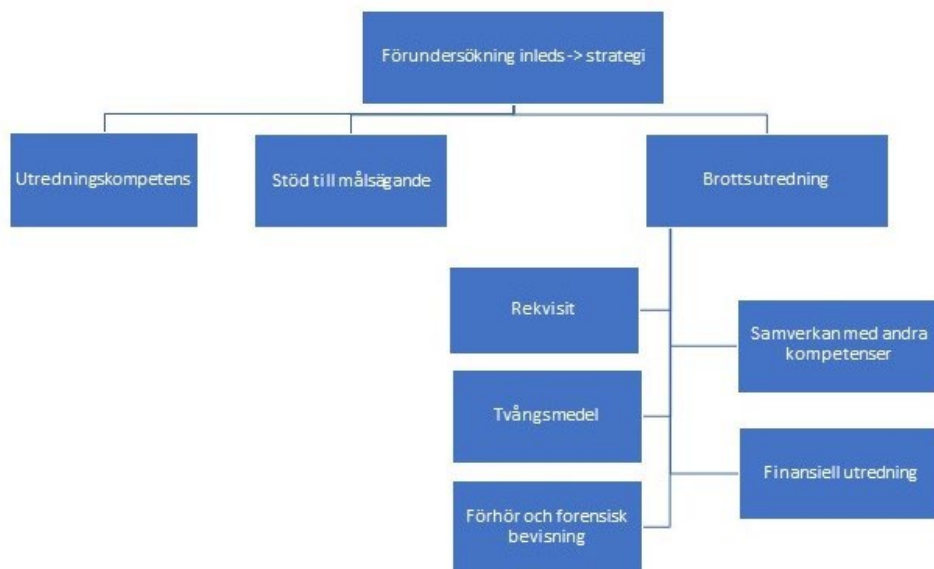 Förundersökning inleds -> strategi
Utredningskompetens
Stöd till målsägande
Brottsutredning
Rekvisit
Samverkan med andra
kompetenser
Tvångsmedel
Finansiell utredning
Förhör och forensisk
bevisning